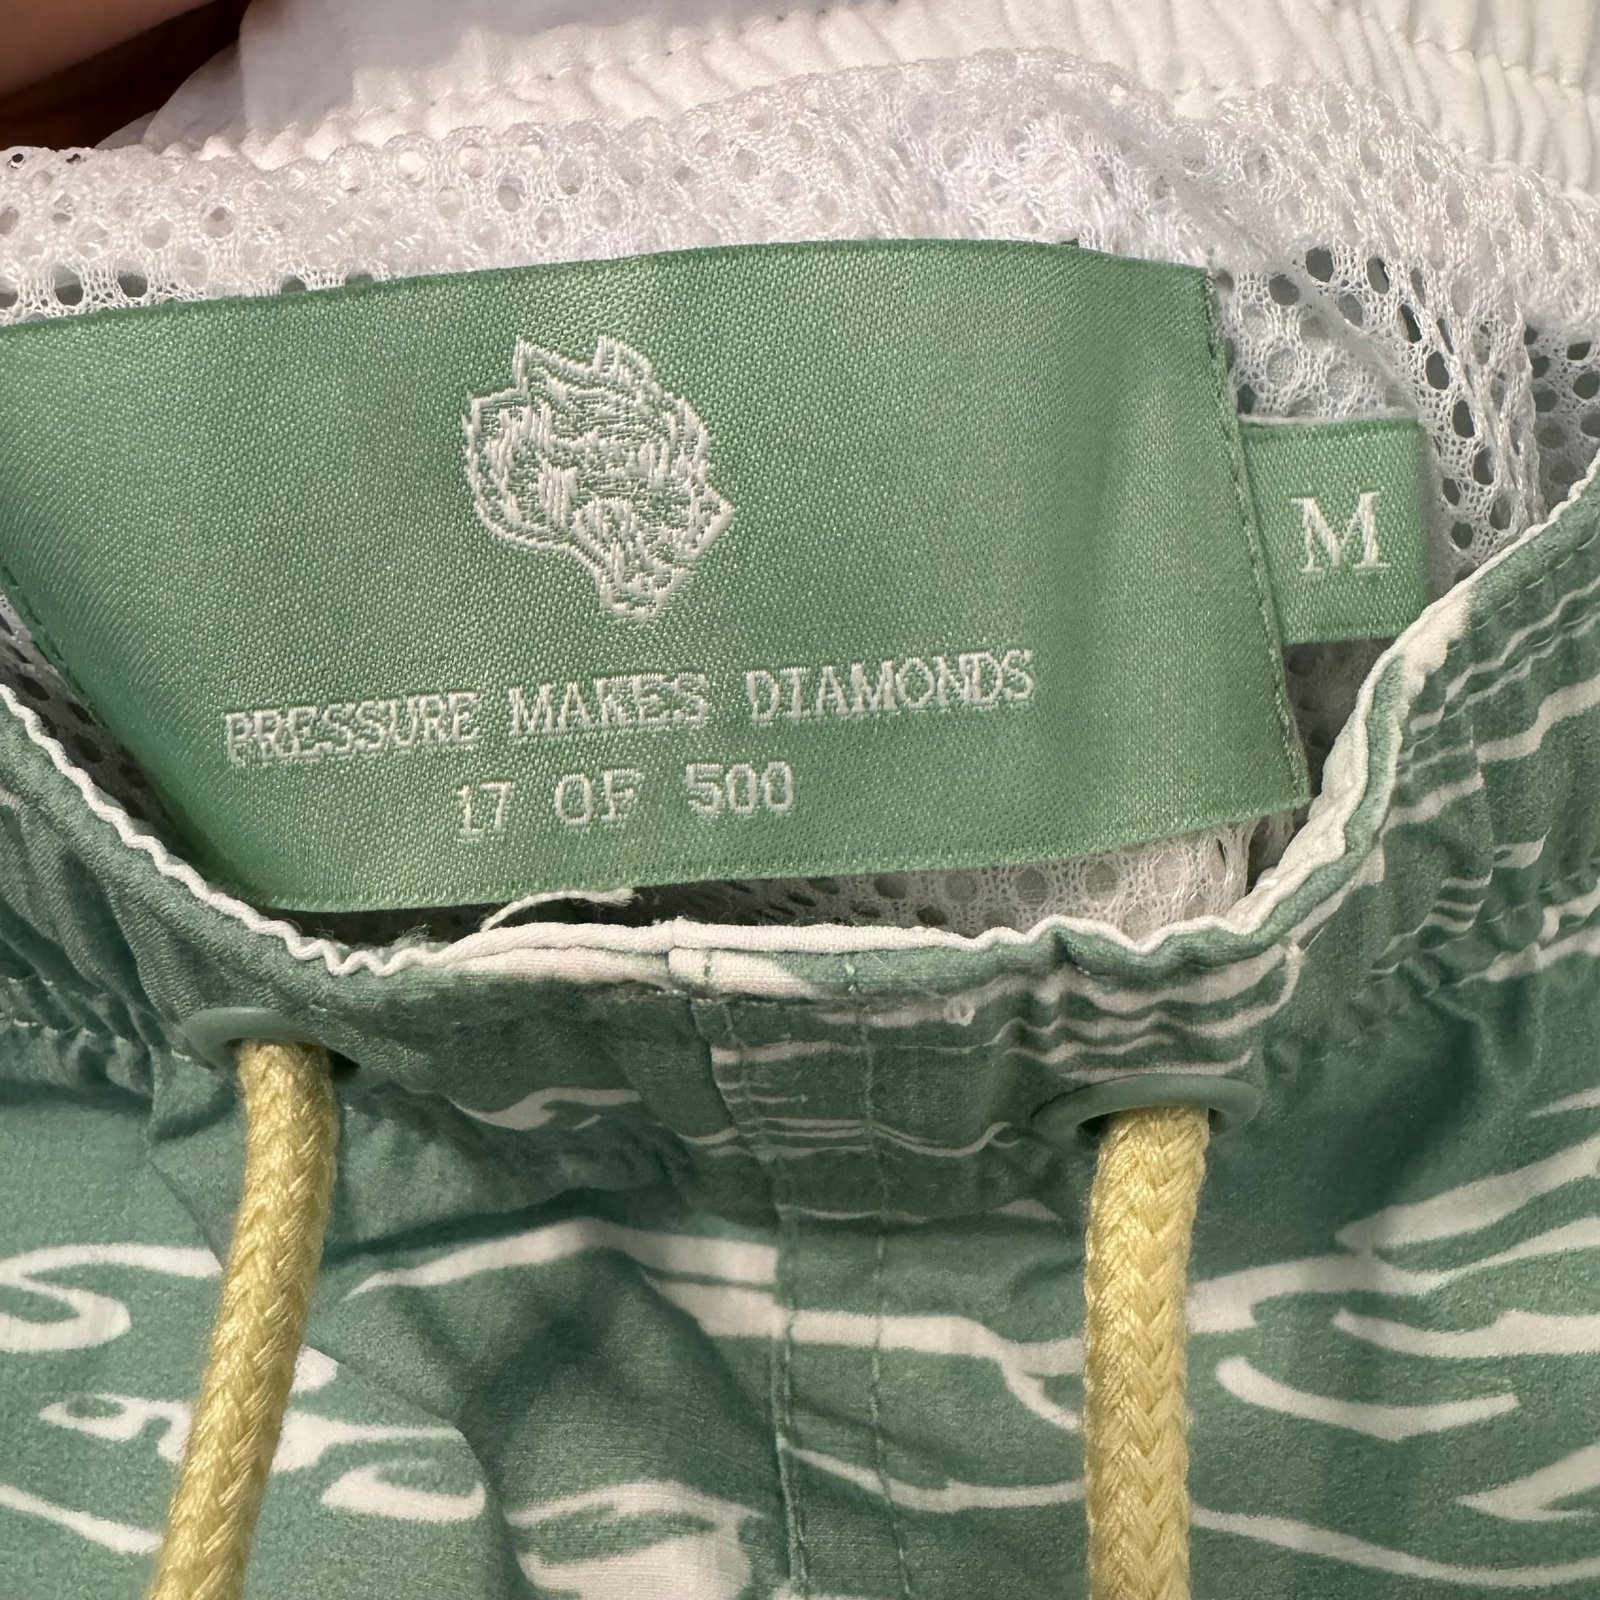 PRESSURE MAKES DIAMONDS
17 OF 500
M